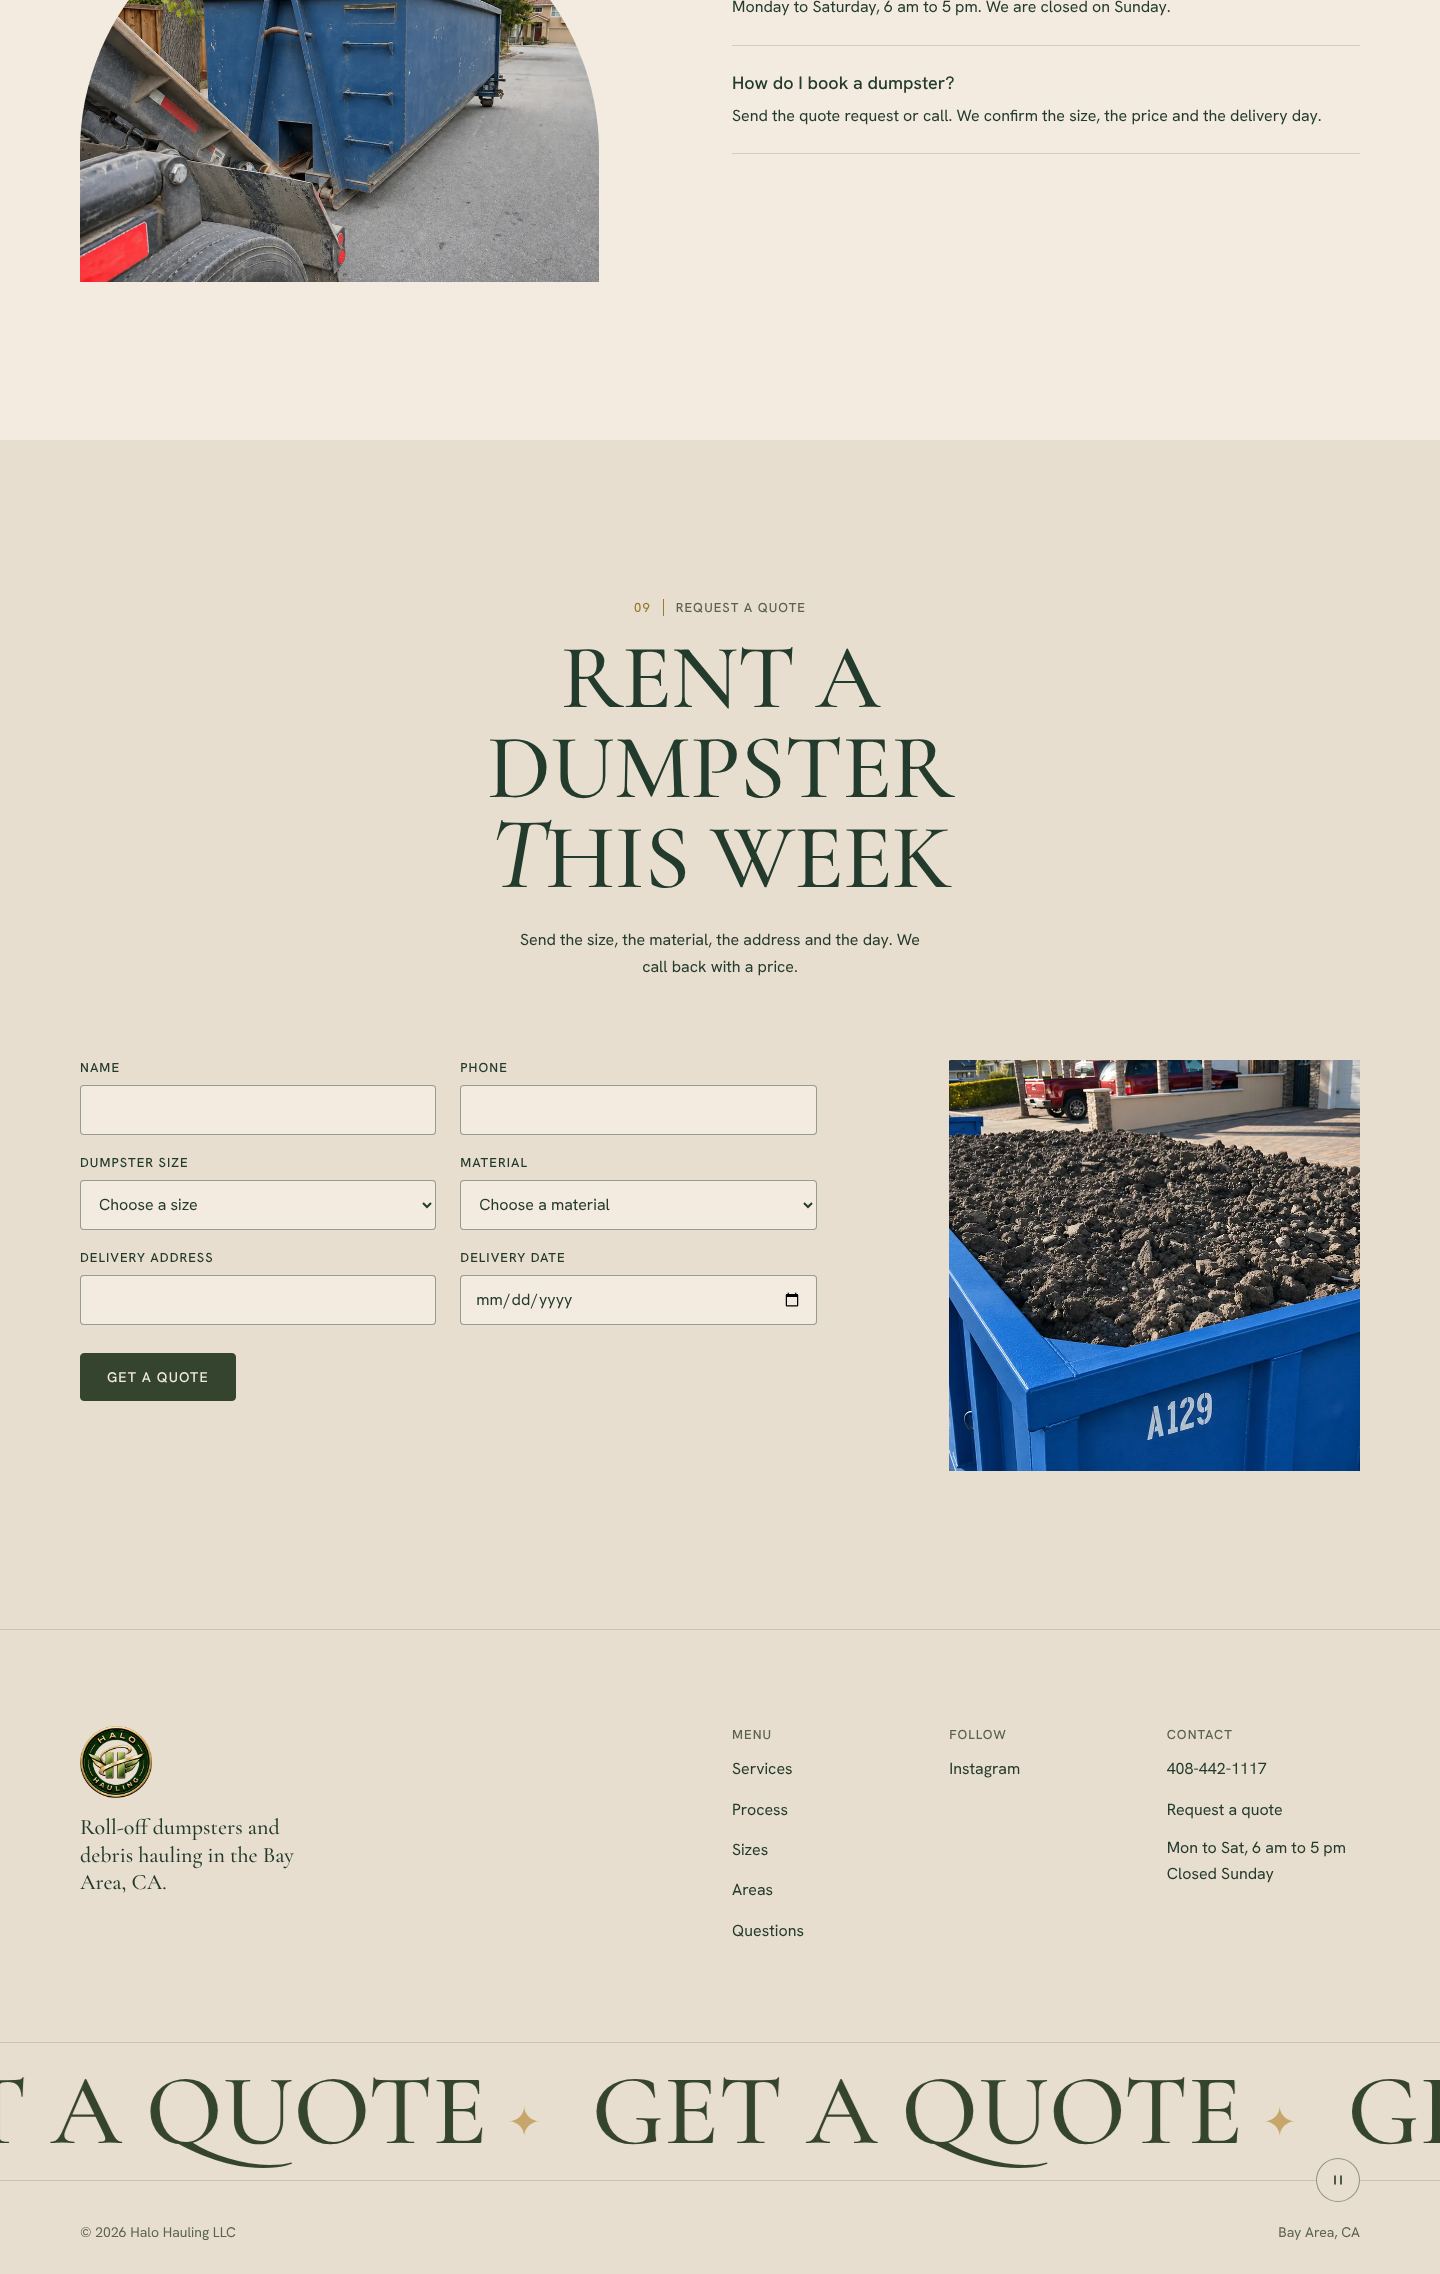 Monday to Saturday, 6 am to 5 pm. We are closed on Sunday.
How do I book a dumpster?
Send the quote request or call. We confirm the size, the price and the delivery day.
09 | REQUEST A QUOTE
RENT A
DUMPSTER
THIS WEEK
Send the size, the material, the address and the day. We
call back with a price.
NAME
PHONE
DUMPSTER SIZE
MATERIAL
Choose a size
Choose a material
DELIVERY ADDRESS
DELIVERY DATE
mm/dd/yyyy
GET A QUOTE
A129
HALO
HAULING
Roll-off dumpsters and
debris hauling in the Bay
Area, CA.
MENU
Services
Process
Sizes
Areas
Questions
FOLLOW
Instagram
CONTACT
408-442-1117
Request a quote
Mon to Sat, 6 am to 5 pm
Closed Sunday
T A QUOTE ✦ GET A QUOTE ✦ GE
© 2026 Halo Hauling LLC
Bay Area, CA